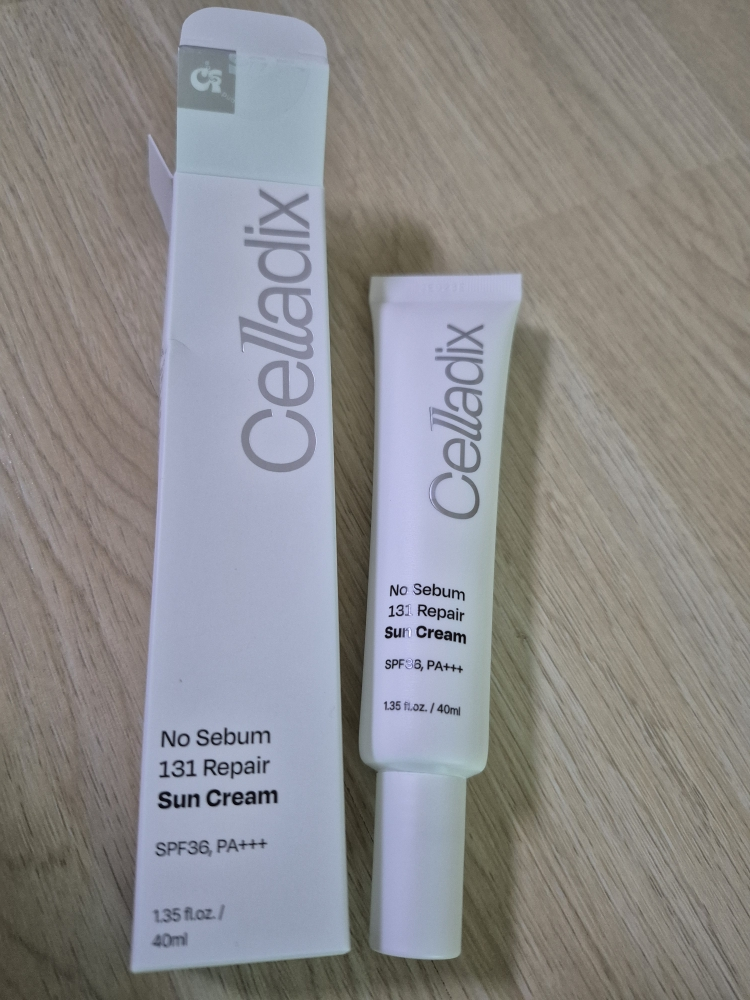 Celladix
No Sebum
131 Repair
Sun Cream
SPF36, PA+++
1.35 fl.oz. /
40ml
Celladix
No Sebum
131 Repair
Sun Cream
SPF36, PA+++
1.35 fl.oz. / 40ml